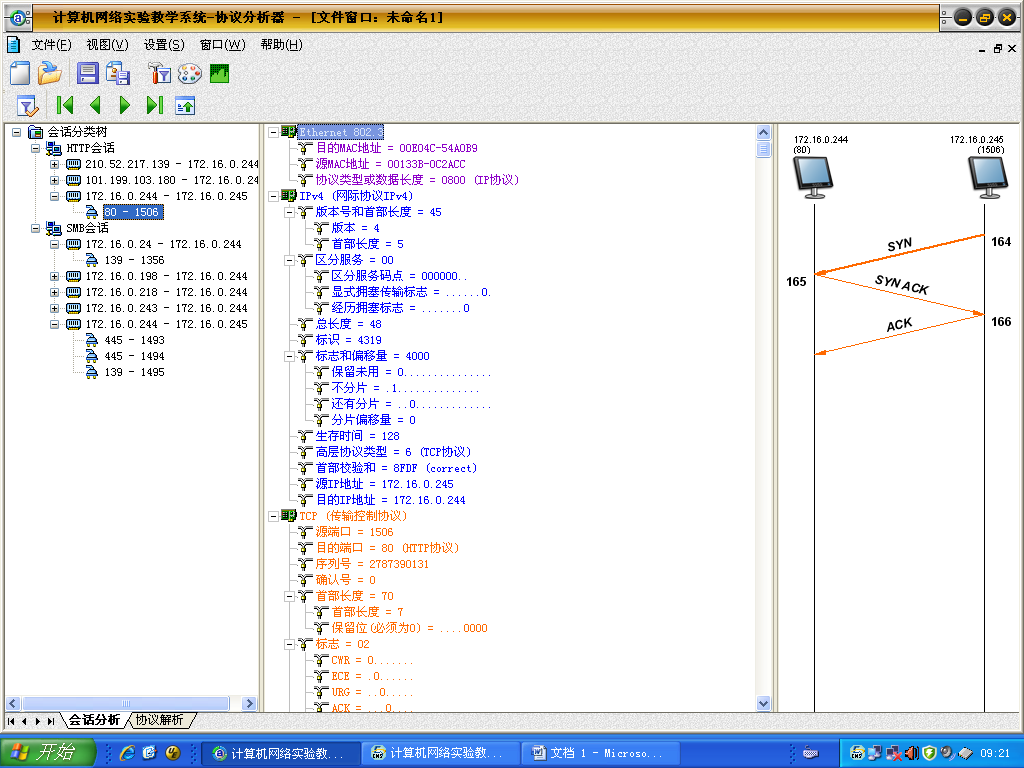 计算机网络实验教学系统-协议分析器 - [文件窗口: 未命名1]
文件(F) 视图(V) 设置(S) 窗口(W) 帮助(H)
会话分类树
HTTP会话
210.52.217.139 - 172.16.0.244
101.199.103.180 - 172.16.0.24
172.16.0.244 - 172.16.0.245
80 - 1506
SMB会话
172.16.0.24 - 172.16.0.244
139 - 1356
172.16.0.198 - 172.16.0.244
172.16.0.218 - 172.16.0.244
172.16.0.243 - 172.16.0.244
172.16.0.244 - 172.16.0.245
445 - 1493
445 - 1494
139 - 1495
会话分析 协议解析
Ethernet 802.3
目的MAC地址 = 00E04C-54A0B9
源MAC地址 = 00133B-0C2ACC
协议类型或数据长度 = 0800 (IP协议)
IPv4 (网际协议IPv4)
版本号和首部长度 = 45
版本 = 4
首部长度 = 5
区分服务 = 00
区分服务码点 = 000000..
显式拥塞传输标志 = ......0.
经历拥塞标志 = .......0
总长度 = 48
标识 = 4319
标志和偏移量 = 4000
保留未用 = 0...............
不分片 = .1..............
还有分片 = ..0.............
分片偏移量 = 0
生存时间 = 128
高层协议类型 = 6 (TCP协议)
首部校验和 = 8FDF (correct)
源IP地址 = 172.16.0.245
目的IP地址 = 172.16.0.244
TCP (传输控制协议)
源端口 = 1506
目的端口 = 80 (HTTP协议)
序列号 = 2787390131
确认号 = 0
首部长度 = 70
首部长度 = 7
保留位(必须为0) = ....0000
标志 = 02
CWR = 0.......
ECE = .0......
URG = ..0.....
ACK = ...0....
172.16.0.244 172.16.0.245
(80) (1506)
SYN
164
165
SYN ACK
166
ACK
开始
计算机网络实验教...
计算机网络实验教...
文档 1 - Microso...
09:21